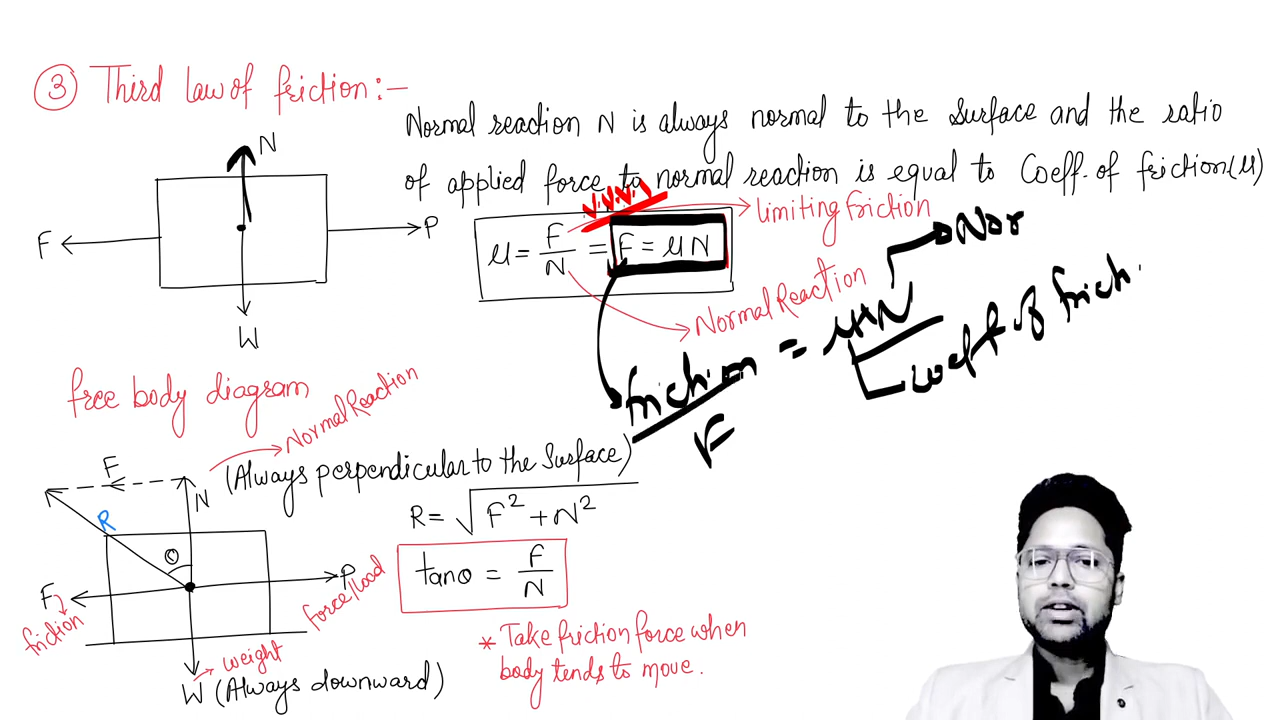 ③ Third law of friction:-
Normal reaction N is always normal to the Surface and the ratio
of applied force to normal reaction is equal to Coeff. of friction(μ)
N
F
P
W
V.V.V.V
μ = F/N = F = μN
Limiting friction
Normal Reaction
Nor
friction = μ*N
F
coeff of frich.
free body diagram
Normal Reaction
(Always perpendicular to the Surface)
F
N
R
θ
F
P
friction
force/load
weight
W (Always downward)
R = √F² + N²
tanθ = F/N
* Take friction force when
body tends to move.